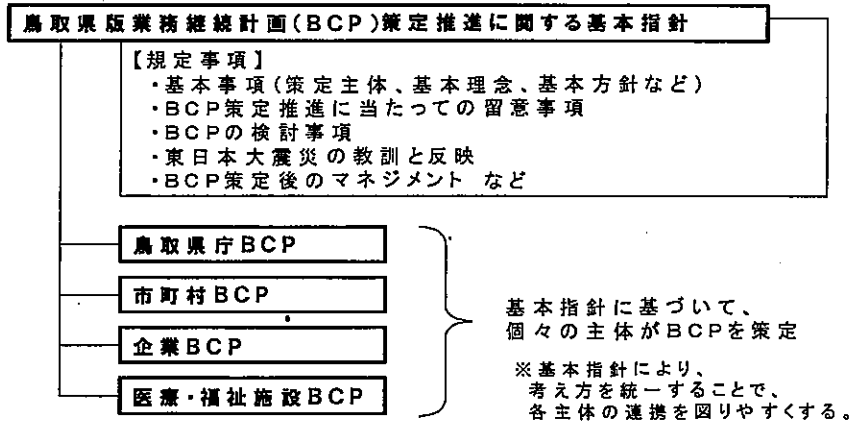 鳥取県版業務継続計画(BCP)策定推進に関する基本指針
【規定事項】
・基本事項(策定主体、基本理念、基本方針など)
・BCP策定推進に当たっての留意事項
・BCPの検討事項
・東日本大震災の教訓と反映
・BCP策定後のマネジメント など
鳥取県庁BCP
市町村BCP
企業BCP
医療・福祉施設BCP
基本指針に基づいて、
個々の主体がBCPを策定
※基本指針により、
考え方を統一することで、
各主体の連携を図りやすくする。